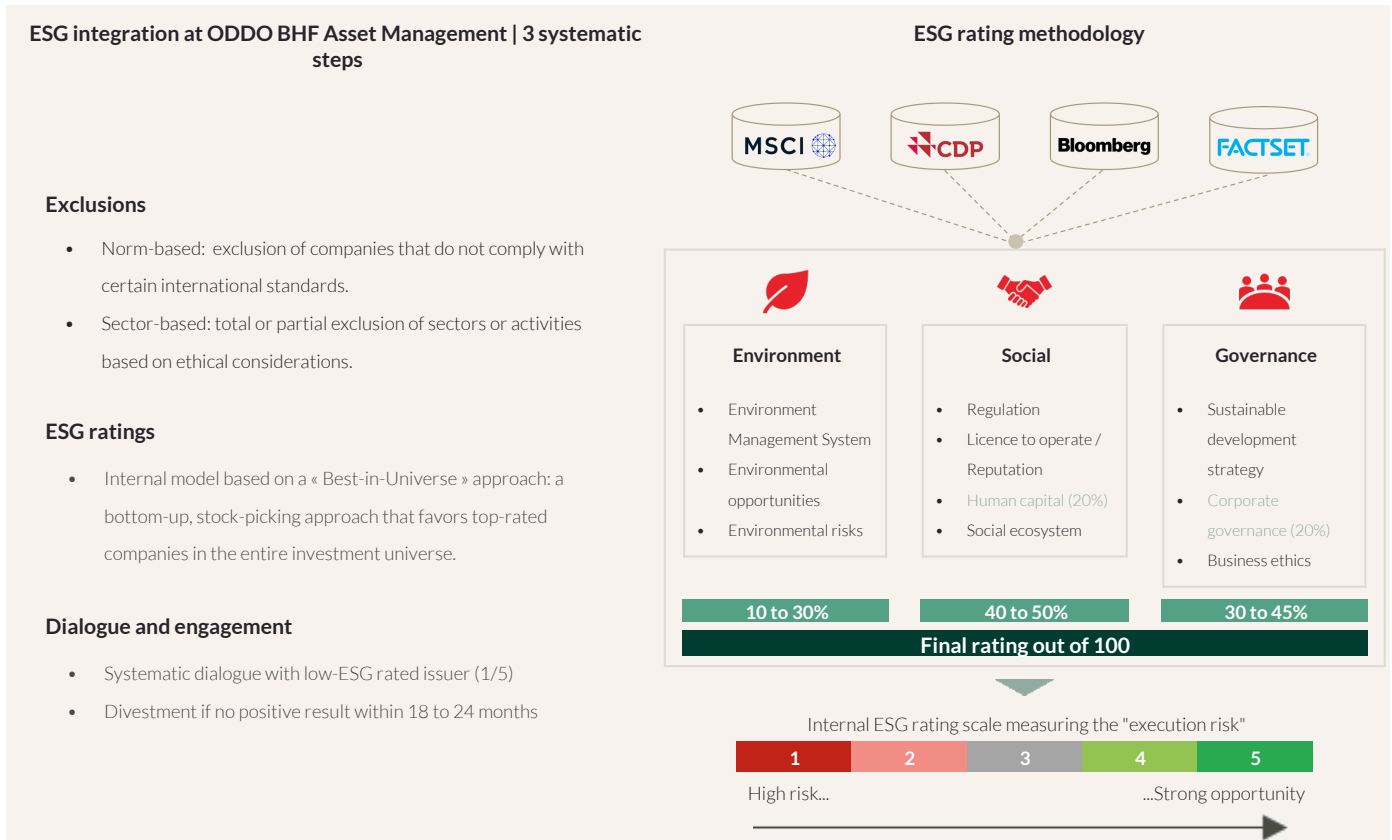 ESG integration at ODDO BHF Asset Management | 3 systematic
steps
Exclusions
• Norm-based: exclusion of companies that do not comply with
certain international standards.
• Sector-based: total or partial exclusion of sectors or activities
based on ethical considerations.
ESG ratings
• Internal model based on a « Best-in-Universe » approach: a
bottom-up, stock-picking approach that favors top-rated
companies in the entire investment universe.
Dialogue and engagement
• Systematic dialogue with low-ESG rated issuer (1/5)
• Divestment if no positive result within 18 to 24 months
ESG rating methodology
MSCI
CDP
Bloomberg
FACTSET
Environment
• Environment
Management System
• Environmental
opportunities
• Environmental risks
10 to 30%
Social
• Regulation
• Licence to operate /
Reputation
• Human capital (20%)
• Social ecosystem
40 to 50%
Governance
• Sustainable
development
strategy
• Corporate
governance (20%)
• Business ethics
30 to 45%
Final rating out of 100
Internal ESG rating scale measuring the "execution risk"
1 2 3 4 5
High risk... ...Strong opportunity